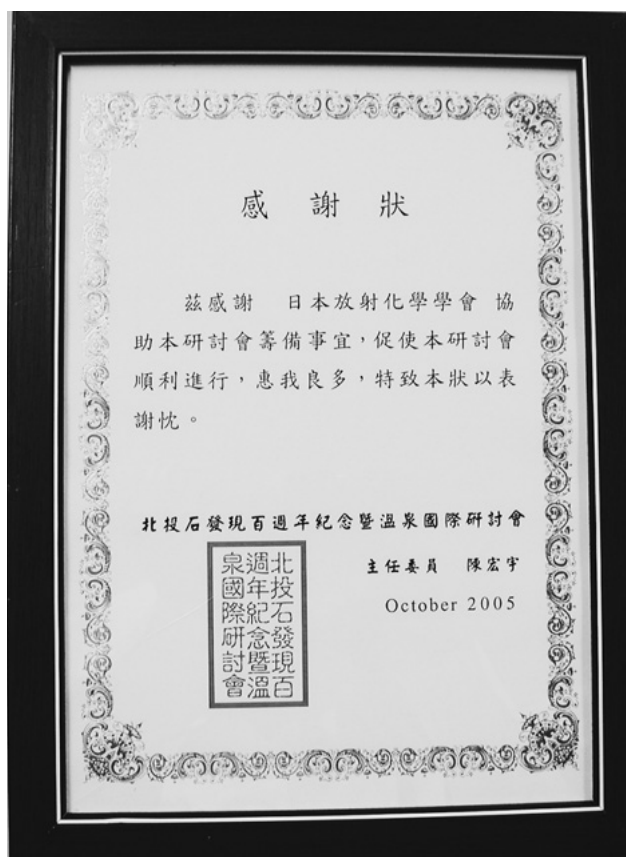 感 謝 狀
茲感謝 日本放射化學學會 協
助本研討會籌備事宜，促使本研討會
順利進行，惠我良多，特致本狀以表
謝忱。
北投石發現百週年紀念暨溫泉國際研討會
主任委員 陳宏宇
October 2005
北投石發現百
週年紀念暨溫
泉國際研討會